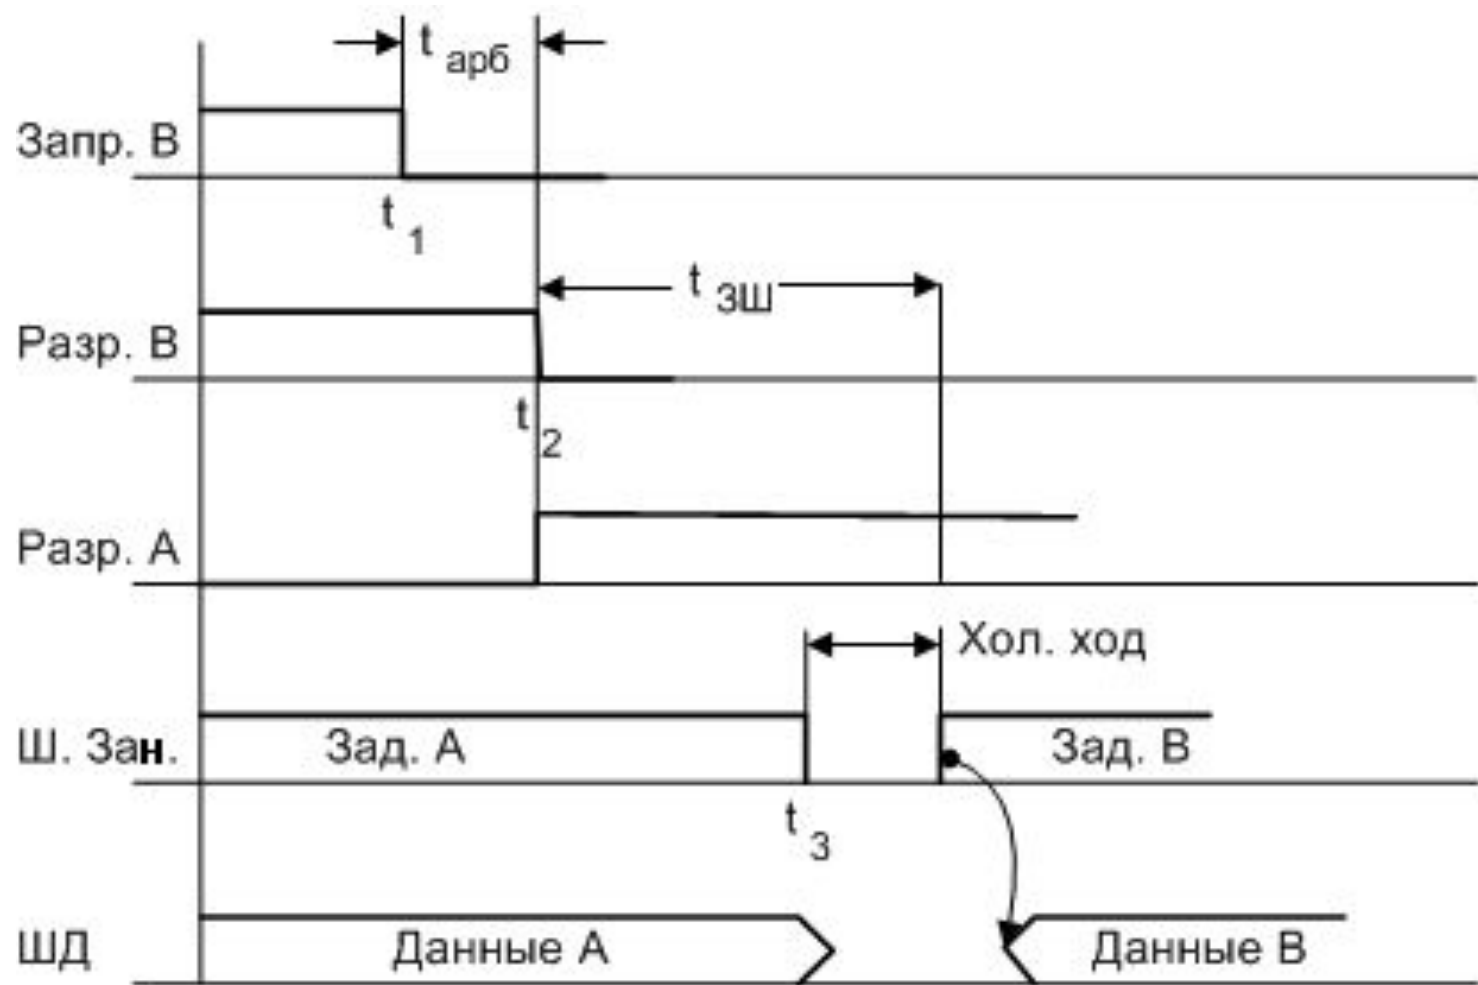 t арб
Запр. В
t 1
t ЗШ
Разр. В
t 2
Разр. А
Хол. ход
Ш. Зан.
Зад. А
Зад. В
t 3
ШД
Данные А
Данные В